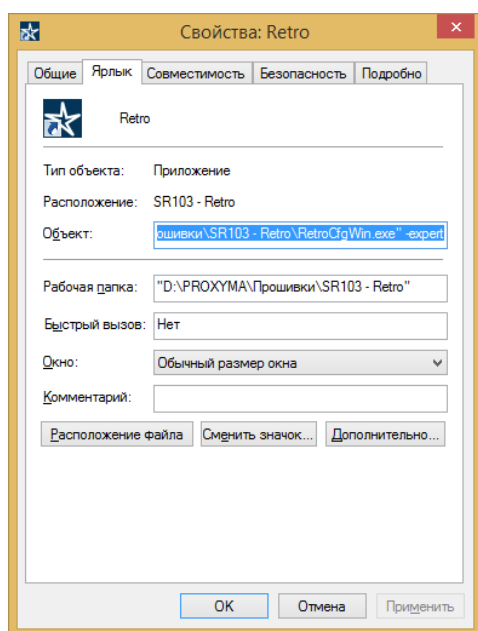 Свойства: Retro
Общие Ярлык Совместимость Безопасность Подробно
Retro
Тип объекта: Приложение
Расположение: SR103 - Retro
Объект: ошивки\SR103 - Retro\RetroCfgWin.exe" -expert
Рабочая папка: "D:\PROXYMA\Прошивки\SR103 - Retro"
Быстрый вызов: Нет
Окно: Обычный размер окна
Комментарий:
Расположение файла Сменить значок... Дополнительно...
OK Отмена Применить